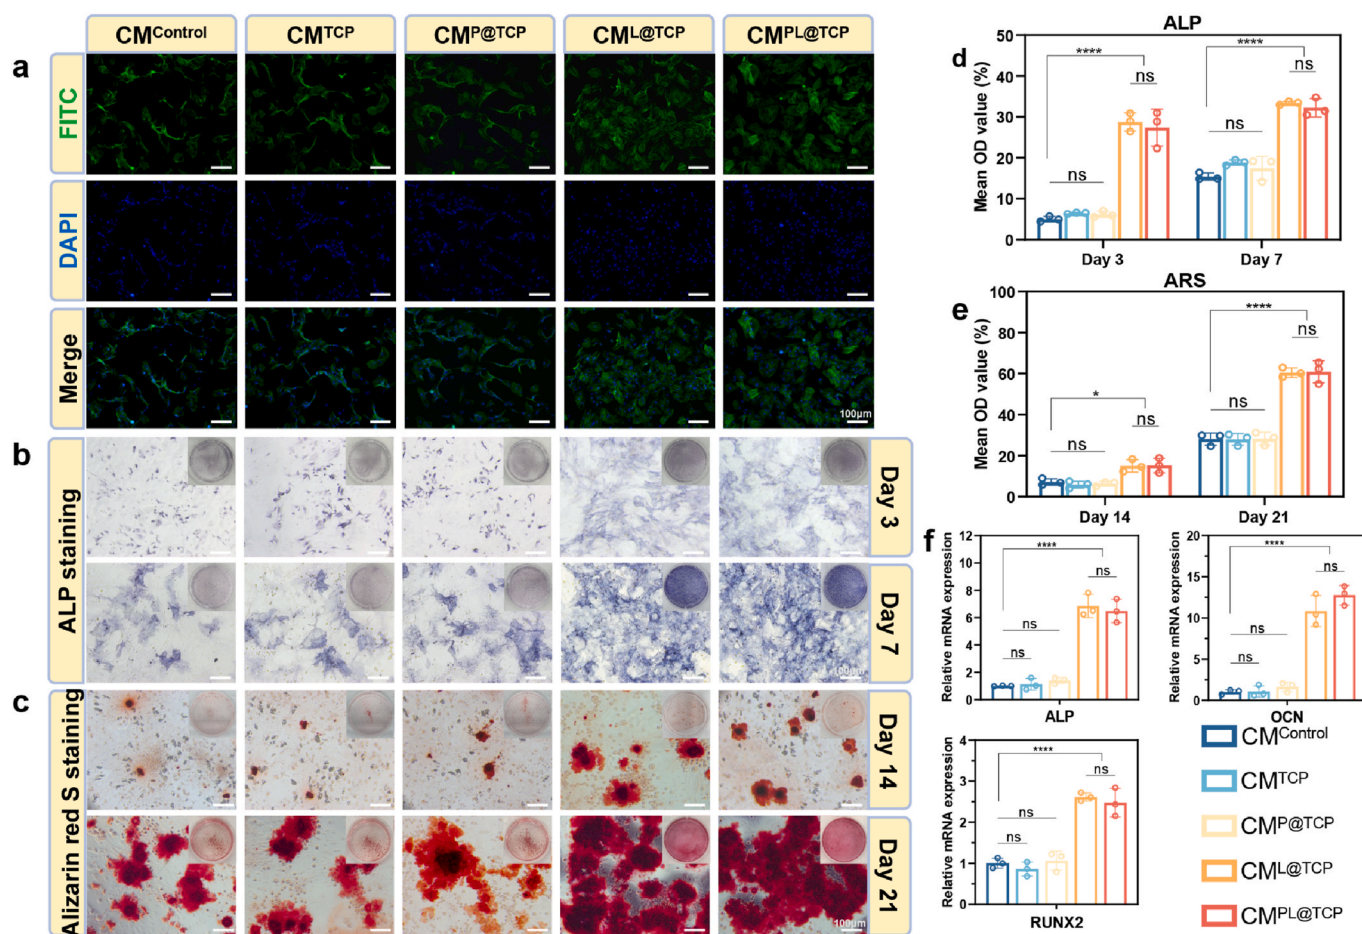 CMControl CMTCP CMP@TCP CML@TCP CMPL@TCP
a
FITC
DAPI
Merge
100μm
b
ALP staining
Day 3
Day 7
100μm
c
Alizarin red S staining
Day 14
Day 21
100μm
d
ALP
Mean OD value (%)
50
40
30
20
10
0
**** ns ns
**** ns ns
Day 3 Day 7
e
ARS
Mean OD value (%)
100
80
60
40
20
0
* ns ns
**** ns ns
Day 14 Day 21
f
Relative mRNA expression
12
10
8
6
4
2
0
****
ns
ns
ns
ALP
Relative mRNA expression
20
15
10
5
0
****
ns
ns
ns
OCN
Relative mRNA expression
4
3
2
1
0
****
ns
ns
ns
RUNX2
CMControl
CMTCP
CMP@TCP
CML@TCP
CMPL@TCP